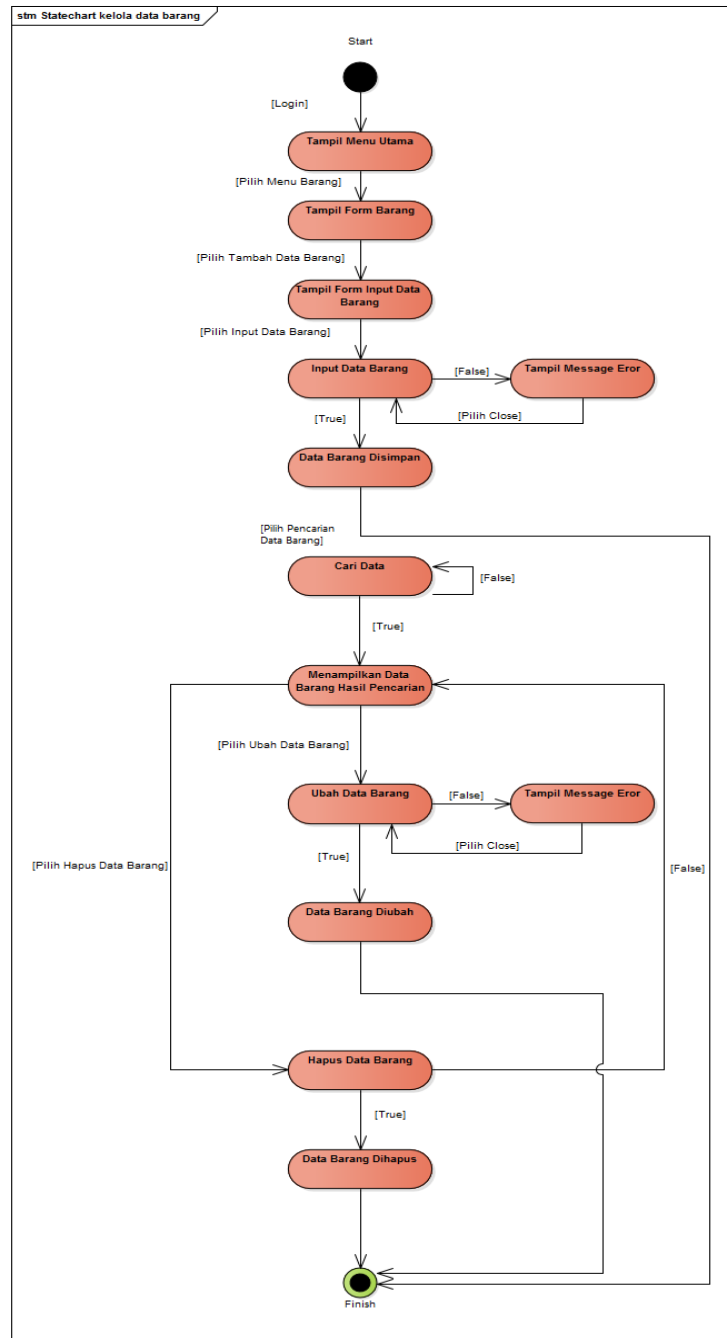 stm Statechart kelola data barang
Start
[Login]
Tampil Menu Utama
[Pilih Menu Barang]
Tampil Form Barang
[Pilih Tambah Data Barang]
Tampil Form Input Data
Barang
[Pilih Input Data Barang]
Input Data Barang
[False]
Tampil Message Eror
[Pilih Close]
[True]
Data Barang Disimpan
[Pilih Pencarian
Data Barang]
Cari Data
[False]
[True]
Menampilkan Data
Barang Hasil Pencarian
[Pilih Ubah Data Barang]
Ubah Data Barang
[False]
Tampil Message Eror
[Pilih Close]
[True]
[Pilih Hapus Data Barang]
[False]
Data Barang Diubah
Hapus Data Barang
[True]
Data Barang Dihapus
Finish